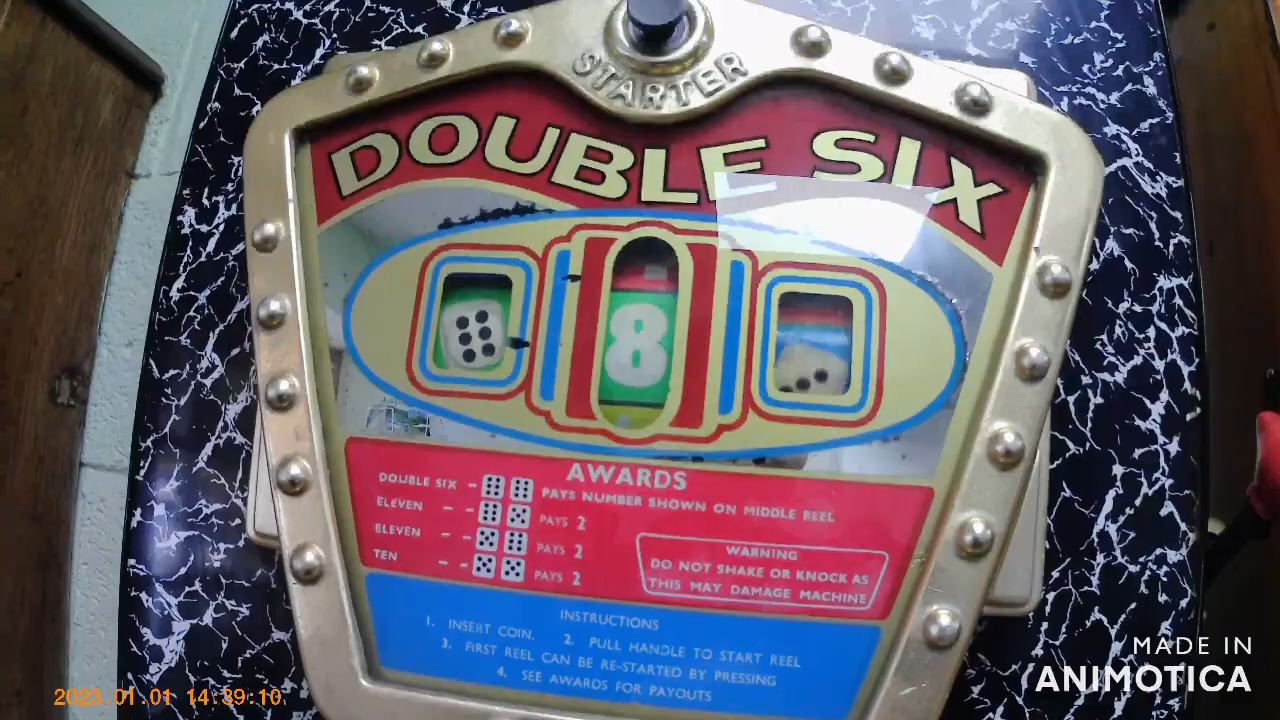 STARTER
DOUBLE SIX
8
AWARDS
DOUBLE SIX - PAYS NUMBER SHOWN ON MIDDLE REEL
ELEVEN - - PAYS 2
ELEVEN - - PAYS 2
TEN - - PAYS 2
WARNING
DO NOT SHAKE OR KNOCK AS
THIS MAY DAMAGE MACHINE
INSTRUCTIONS
1. INSERT COIN. 2. PULL HANDLE TO START REEL
3. FIRST REEL CAN BE RE-STARTED BY PRESSING
4. SEE AWARDS FOR PAYOUTS
MADE IN
ANIMOTICA
2023.01.01 14:39:10